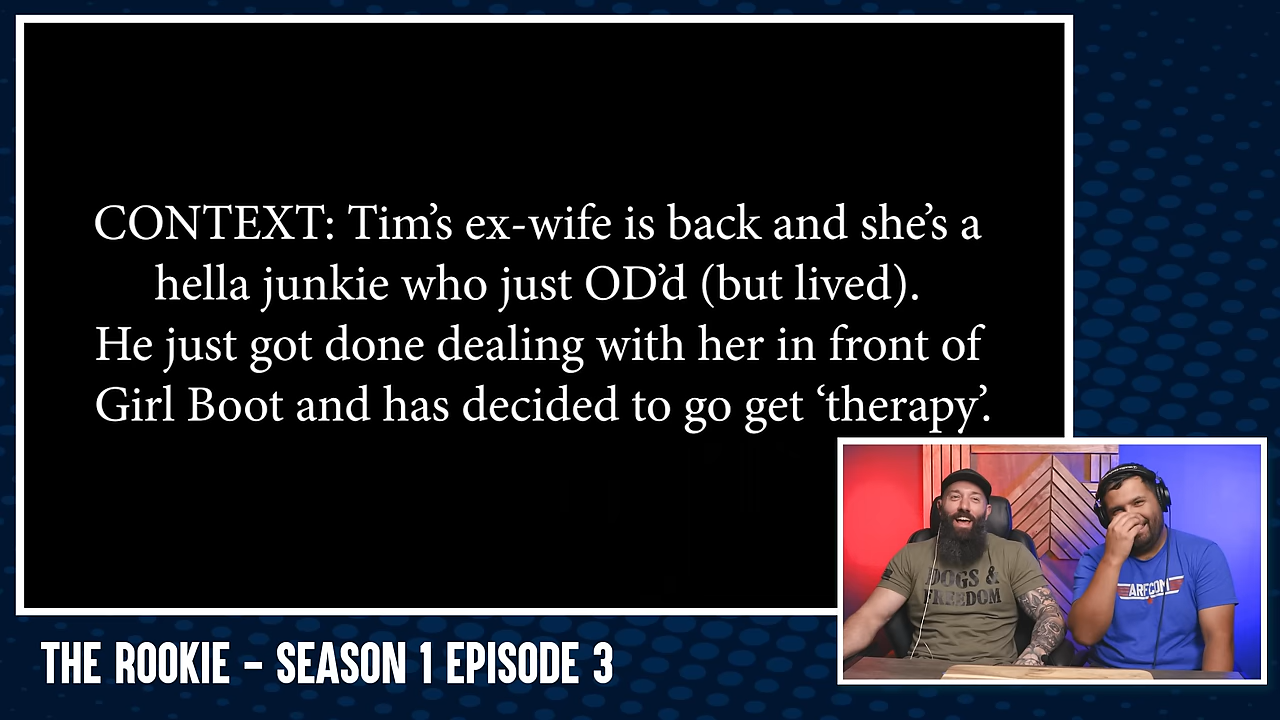 CONTEXT: Tim’s ex-wife is back and she’s a
hella junkie who just OD’d (but lived).
He just got done dealing with her in front of
Girl Boot and has decided to go get ‘therapy’.
DOGS &
FREEDOM
ARFCOM
THE ROOKIE – SEASON 1 EPISODE 3